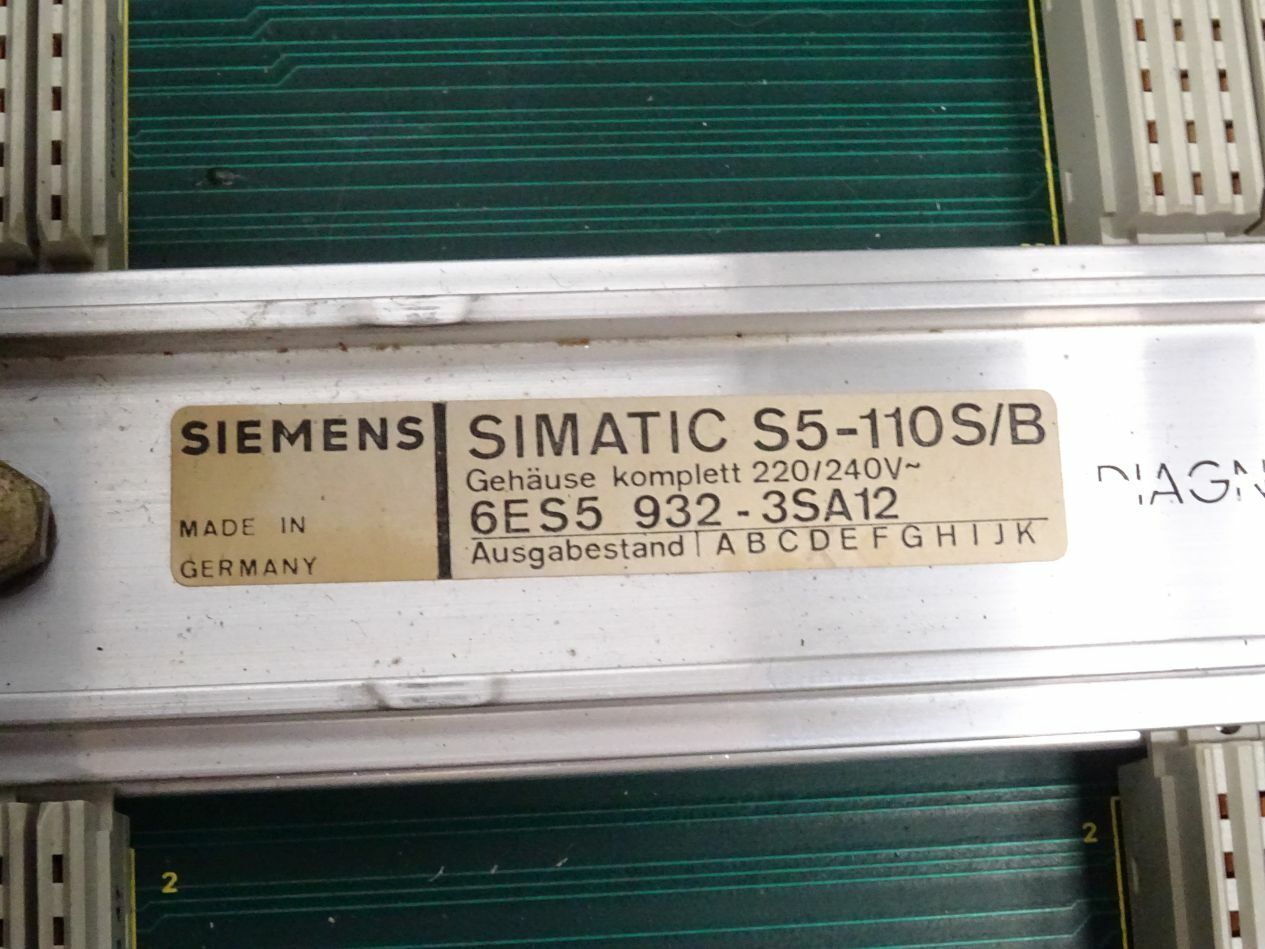 SIEMENS
MADE IN
GERMANY
SIMATIC S5-110S/B
Gehäuse komplett 220/240V~
6ES5 932-3SA12
Ausgabestand | A B C D E F G H I J K
2
2